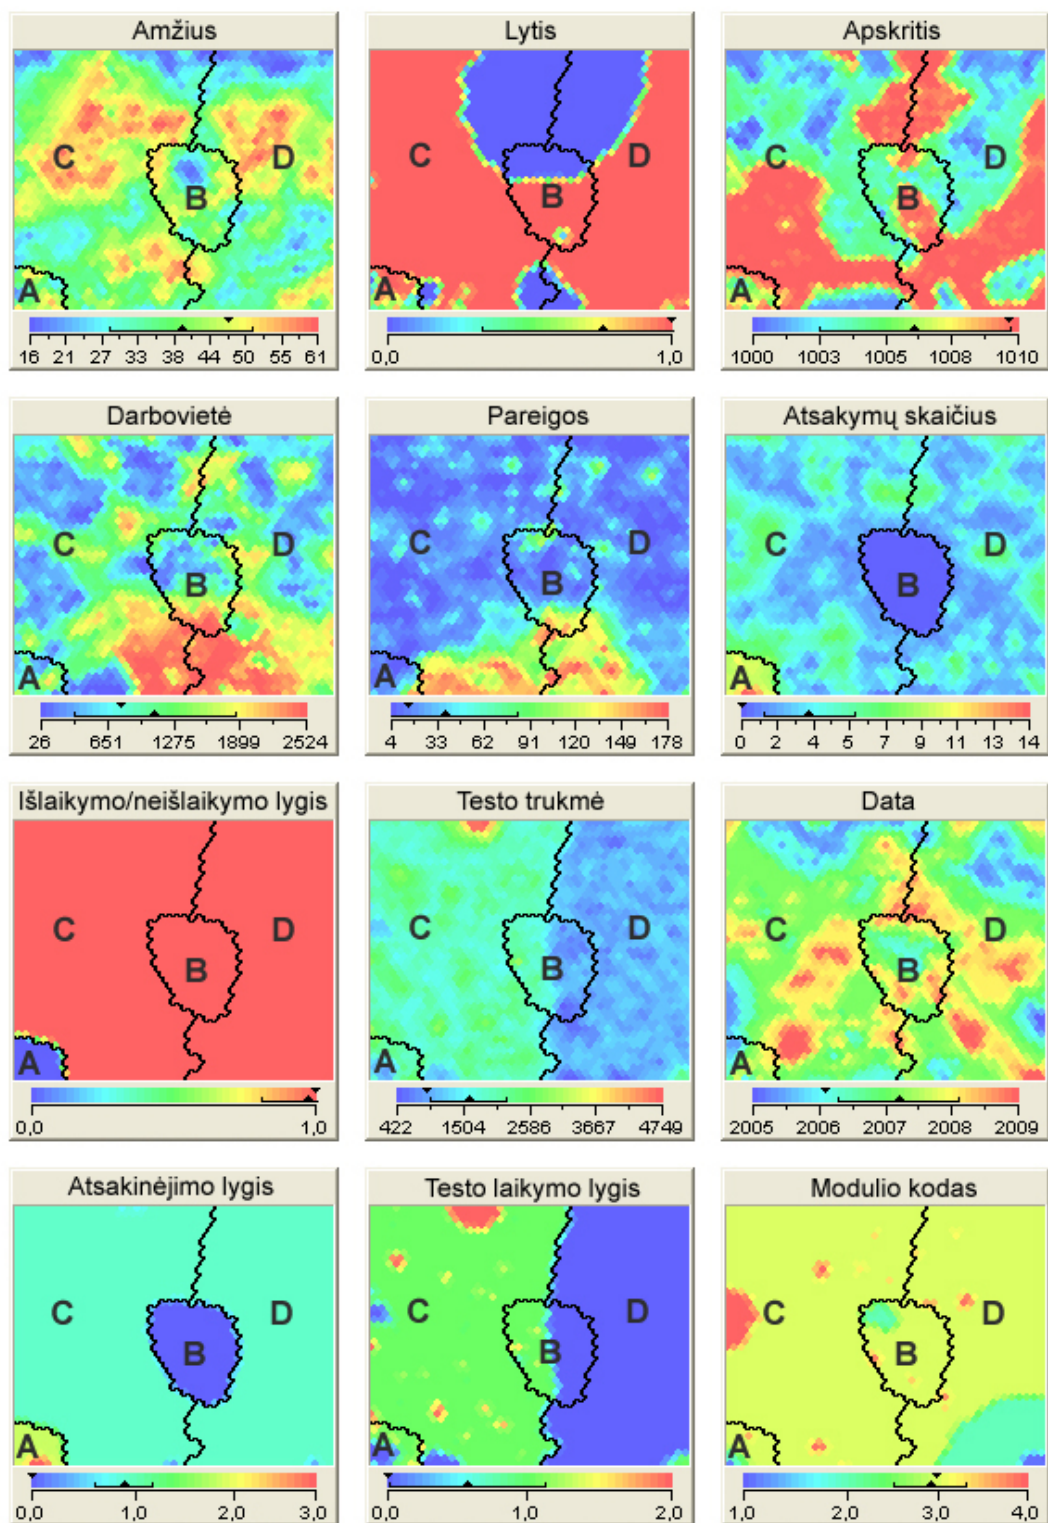 Amžius
C
D
B
A
16 21 27 33 38 44 50 55 61
Lytis
C
D
B
A
0,0 1,0
Apskritis
C
D
B
A
1000 1003 1005 1008 1010
Darbovietė
C
D
B
A
26 651 1275 1899 2524
Pareigos
C
D
B
A
4 33 62 91 120 149 178
Atsakymų skaičius
C
D
B
A
0 2 4 5 7 9 11 13 14
Išlaikymo/neišlaikymo lygis
C
D
B
A
0,0 1,0
Testo trukmė
C
D
B
A
422 1504 2586 3667 4749
Data
C
D
B
A
2005 2006 2007 2008 2009
Atsakinėjimo lygis
C
D
B
A
0,0 1,0 2,0 3,0
Testo laikymo lygis
C
D
B
A
0,0 1,0 2,0
Modulio kodas
C
D
B
A
1,0 2,0 3,0 4,0